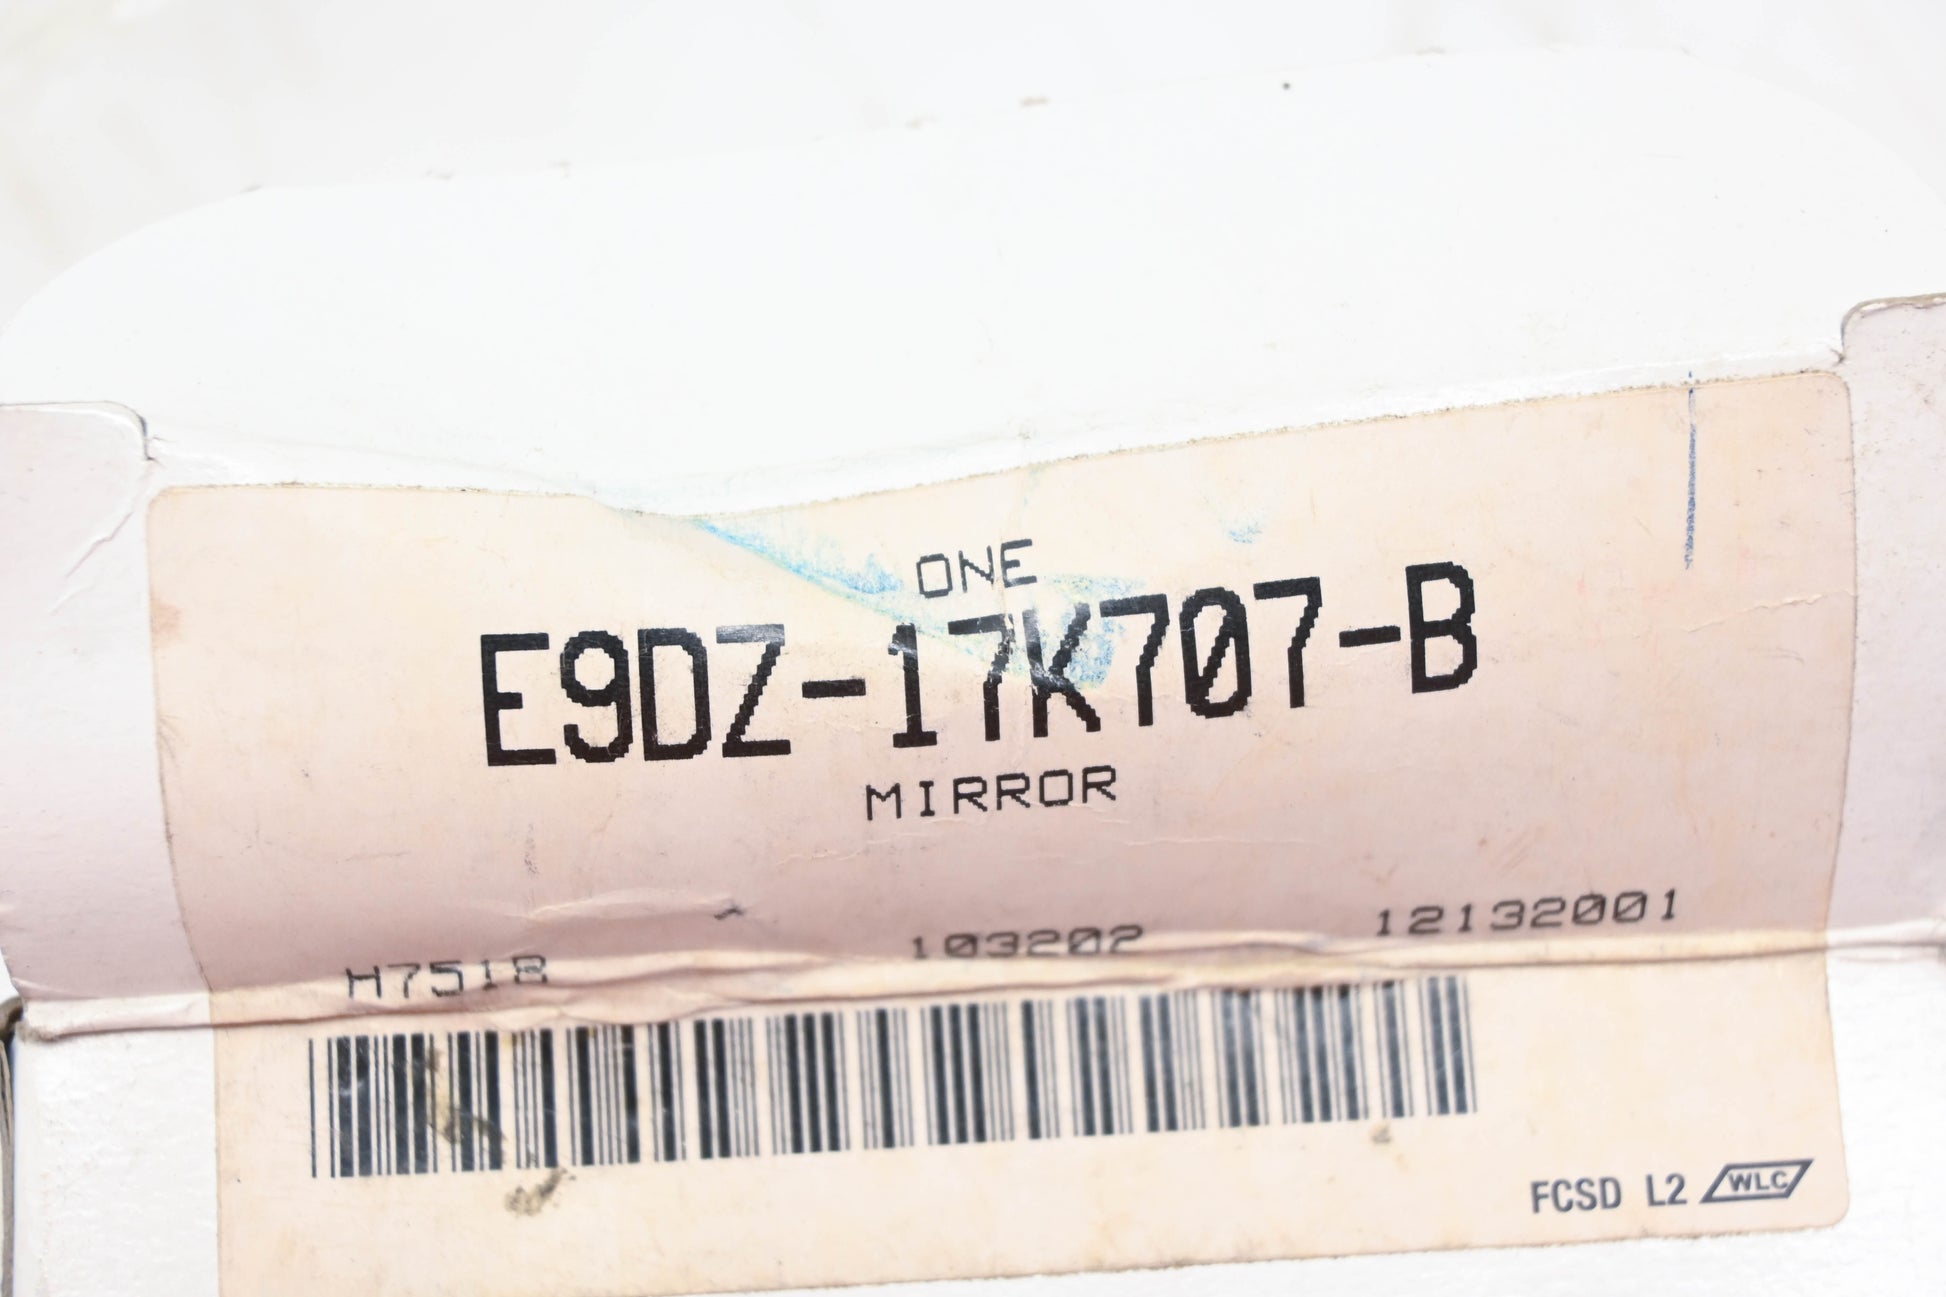 ONE
E9DZ-17K707-B
MIRROR
H7518 103202 12132001
FCSD L2 WLC